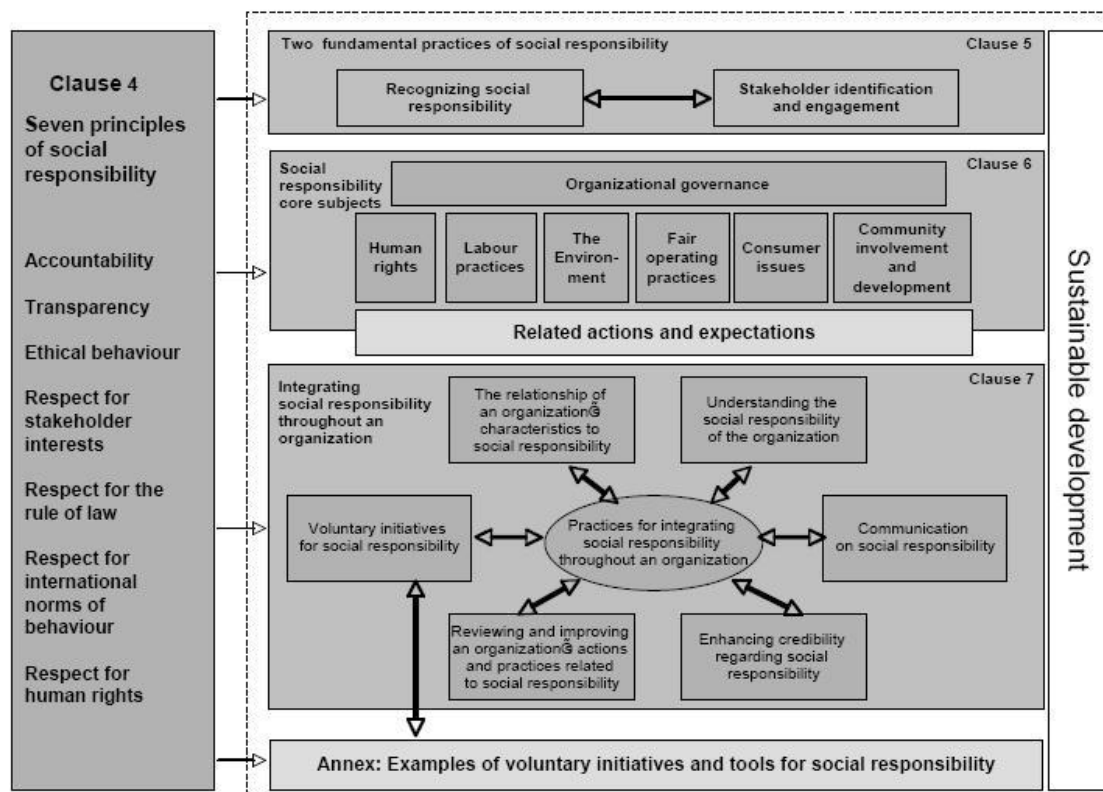 Clause 4
Seven principles
of social
responsibility
Accountability
Transparency
Ethical behaviour
Respect for
stakeholder
interests
Respect for the
rule of law
Respect for
international
norms of
behaviour
Respect for
human rights
Two fundamental practices of social responsibility
Clause 5
Recognizing social
responsibility
Stakeholder identification
and engagement
Social
responsibility
core subjects
Clause 6
Organizational governance
Human
rights
Labour
practices
The
Environ-
ment
Fair
operating
practices
Consumer
issues
Community
involvement
and
development
Related actions and expectations
Integrating
social responsibility
throughout an
organization
Clause 7
The relationship of
an organizationG̃
characteristics to
social responsibility
Understanding the
social responsibility
of the organization
Voluntary initiatives
for social responsibility
Practices for integrating
social responsibility
throughout an organization
Communication
on social responsibility
Reviewing and improving
an organizationG̃ actions
and practices related
to social responsibility
Enhancing credibility
regarding social
responsibility
Annex: Examples of voluntary initiatives and tools for social responsibility
Sustainable development